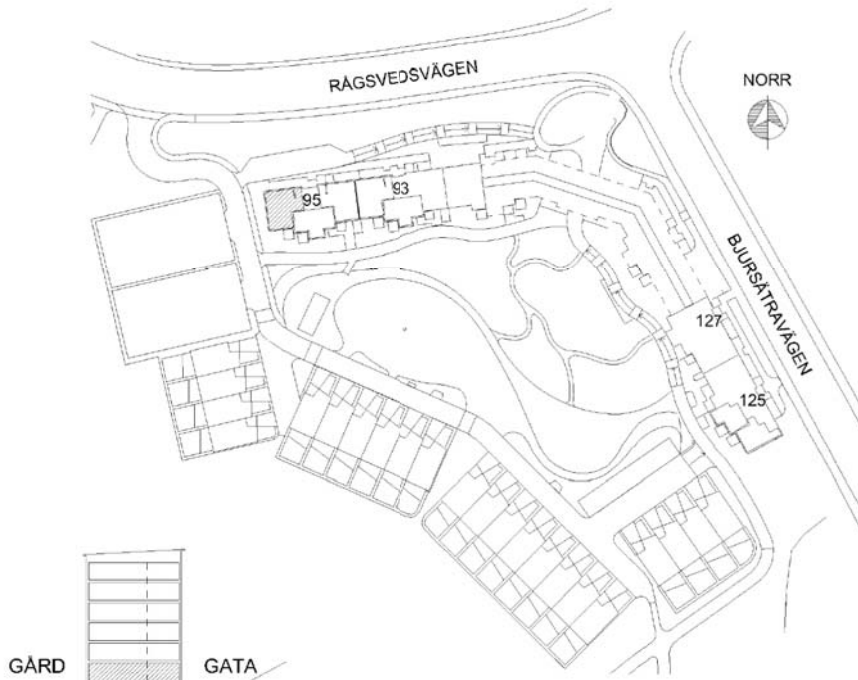 RÅGSVEDSVÄGEN
NORR
93
95
BJURSÄTRAVÄGEN
127
125
GÅRD
GATA